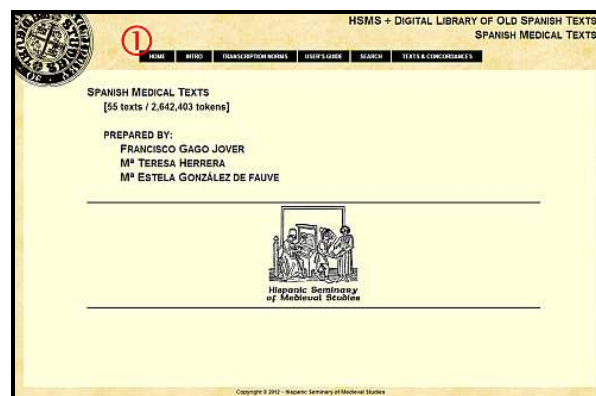 HSMS + DIGITAL LIBRARY OF OLD SPANISH TEXTS
SPANISH MEDICAL TEXTS
1
HOME INTRO TRANSCRIPTION NORMS USER'S GUIDE SEARCH TEXTS & CONCORDANCES
SPANISH MEDICAL TEXTS
[55 texts / 2,642,403 tokens]
PREPARED BY:
FRANCISCO GAGO JOVER
Mª TERESA HERRERA
Mª ESTELA GONZÁLEZ DE FAUVE
Hispanic Seminary
of Medieval Studies
Copyright © 2012 - Hispanic Seminary of Medieval Studies